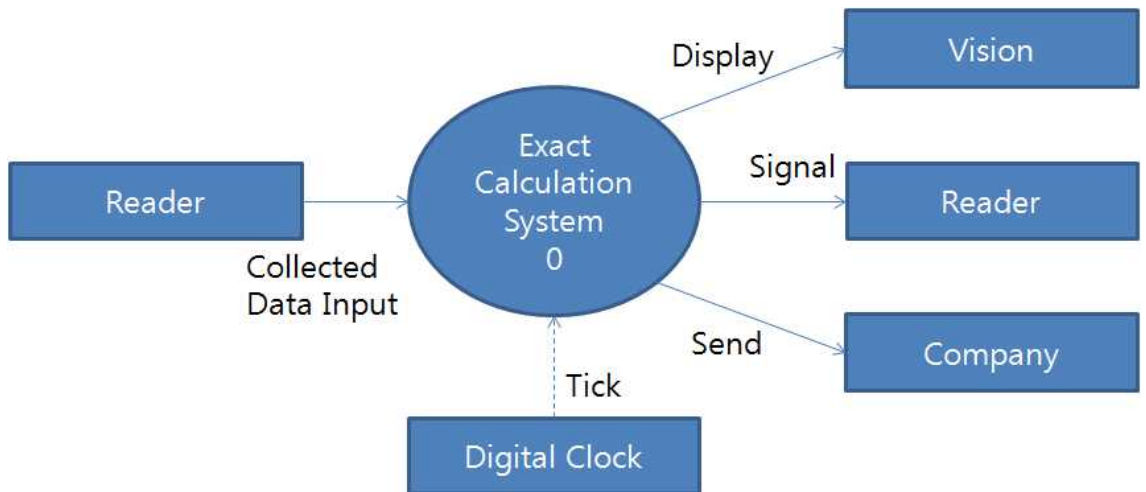 Display
Vision
Exact
Calculation
System
0
Reader
Signal
Reader
Collected
Data Input
Send
Company
Tick
Digital Clock